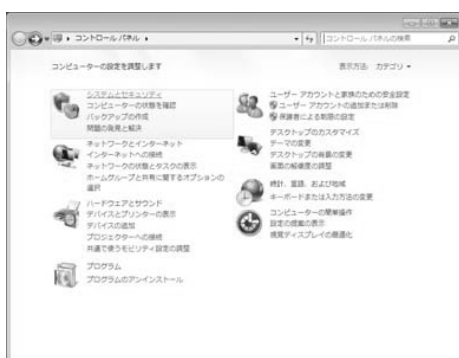 コントロール パネル
コントロール パネルの検索
コンピューターの設定を調整します
表示方法: カテゴリ
システムとセキュリティ
コンピューターの状態を確認
バックアップの作成
問題の発見と解決
ネットワークとインターネット
インターネットへの接続
ネットワークの状態とタスクの表示
ホームグループと共有に関するオプションの
選択
ハードウェアとサウンド
デバイスとプリンターの表示
デバイスの追加
プロジェクターへの接続
共通で使うモビリティ設定の調整
プログラム
プログラムのアンインストール
ユーザー アカウントと家族のための安全設定
ユーザー アカウントの追加または削除
保護者による制限の設定
デスクトップのカスタマイズ
テーマの変更
デスクトップの背景の変更
画面の解像度の調整
時計、言語、および地域
キーボードまたは入力方法の変更
コンピューターの簡単操作
設定の提案の表示
視覚ディスプレイの最適化